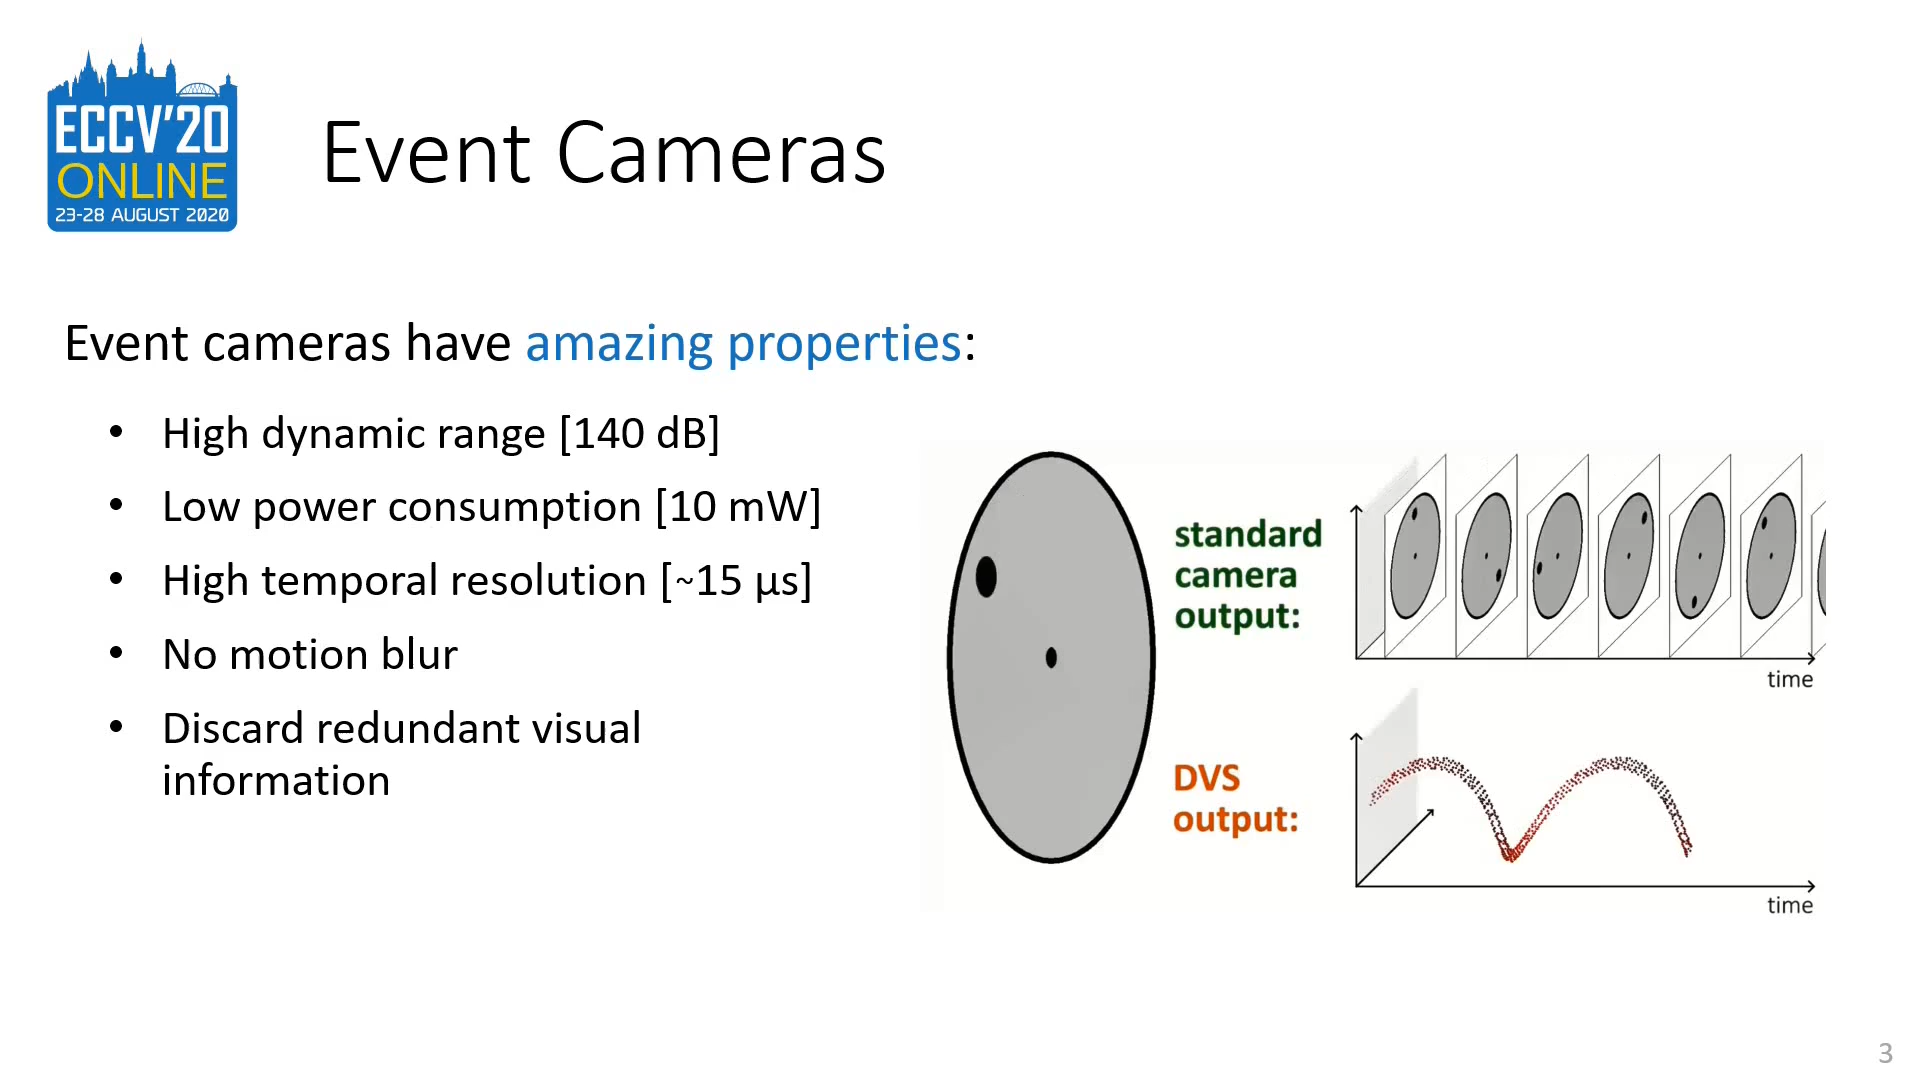 ECCV'20
ONLINE
23-28 AUGUST 2020
Event Cameras
Event cameras have amazing properties:
• High dynamic range [140 dB]
• Low power consumption [10 mW]
• High temporal resolution [~15 µs]
• No motion blur
• Discard redundant visual
information
standard
camera
output:
time
DVS
output:
time
3